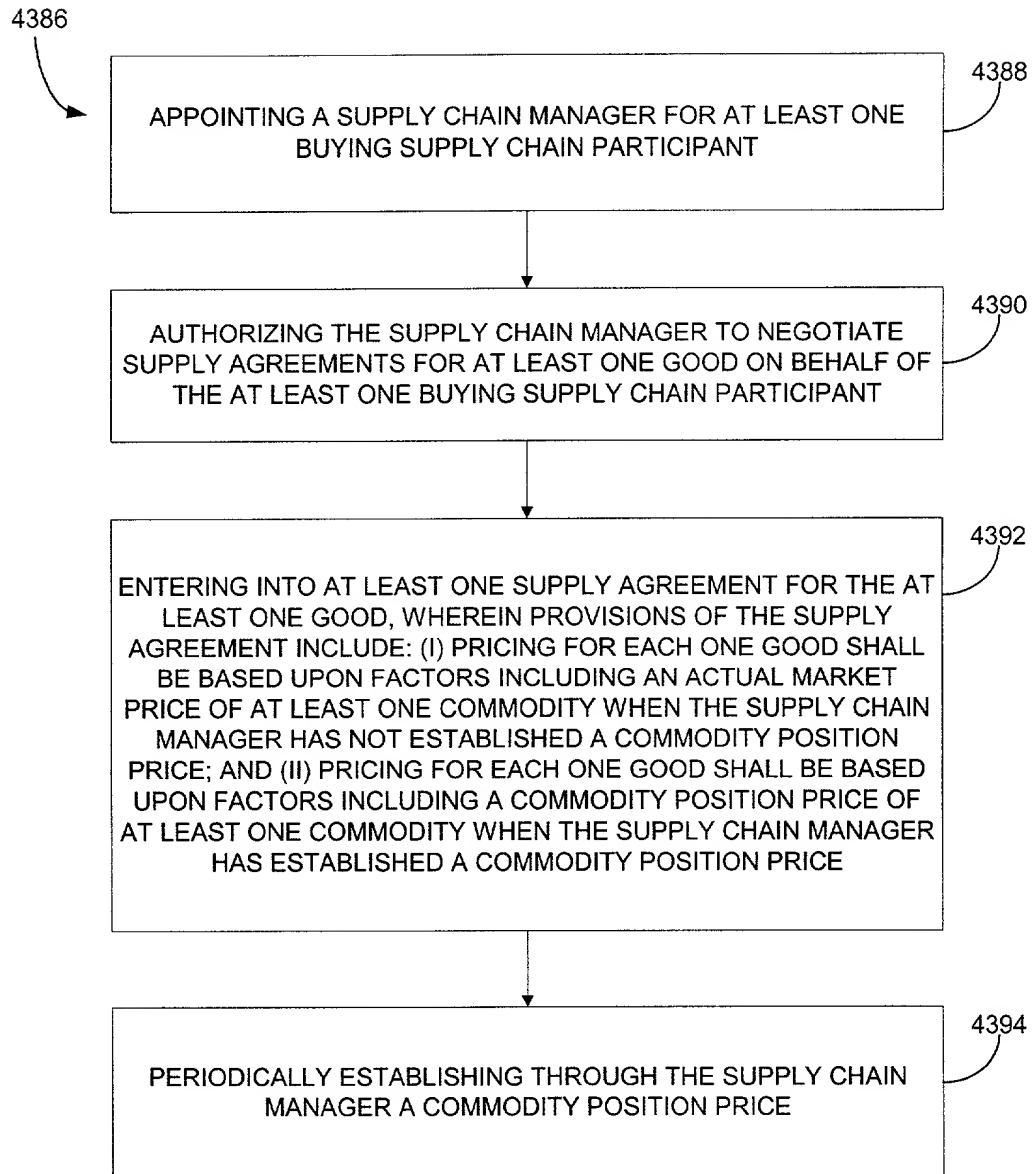 4386
4388
APPOINTING A SUPPLY CHAIN MANAGER FOR AT LEAST ONE
BUYING SUPPLY CHAIN PARTICIPANT
4390
AUTHORIZING THE SUPPLY CHAIN MANAGER TO NEGOTIATE
SUPPLY AGREEMENTS FOR AT LEAST ONE GOOD ON BEHALF OF
THE AT LEAST ONE BUYING SUPPLY CHAIN PARTICIPANT
4392
ENTERING INTO AT LEAST ONE SUPPLY AGREEMENT FOR THE AT
LEAST ONE GOOD, WHEREIN PROVISIONS OF THE SUPPLY
AGREEMENT INCLUDE: (I) PRICING FOR EACH ONE GOOD SHALL
BE BASED UPON FACTORS INCLUDING AN ACTUAL MARKET
PRICE OF AT LEAST ONE COMMODITY WHEN THE SUPPLY CHAIN
MANAGER HAS NOT ESTABLISHED A COMMODITY POSITION
PRICE; AND (II) PRICING FOR EACH ONE GOOD SHALL BE BASED
UPON FACTORS INCLUDING A COMMODITY POSITION PRICE OF
AT LEAST ONE COMMODITY WHEN THE SUPPLY CHAIN MANAGER
HAS ESTABLISHED A COMMODITY POSITION PRICE
4394
PERIODICALLY ESTABLISHING THROUGH THE SUPPLY CHAIN
MANAGER A COMMODITY POSITION PRICE